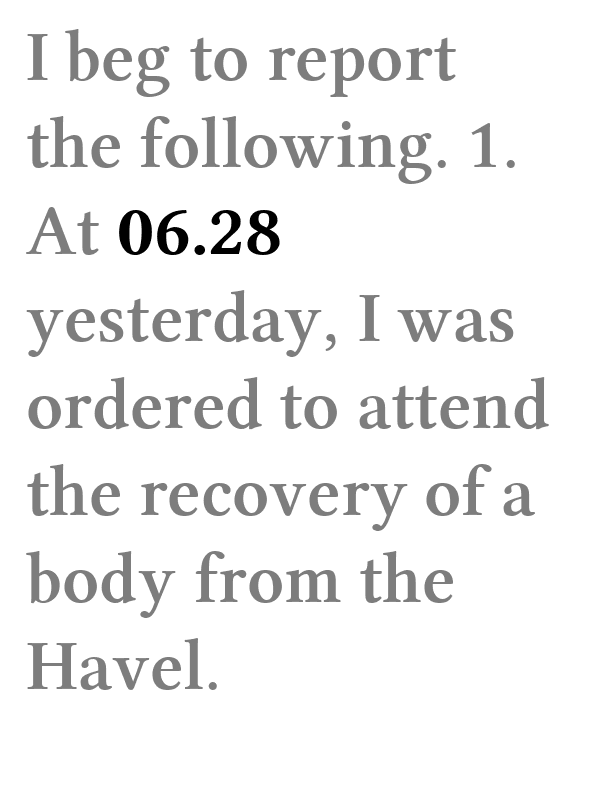 I beg to report
the following. 1.
At 06.28
yesterday, I was
ordered to attend
the recovery of a
body from the
Havel.